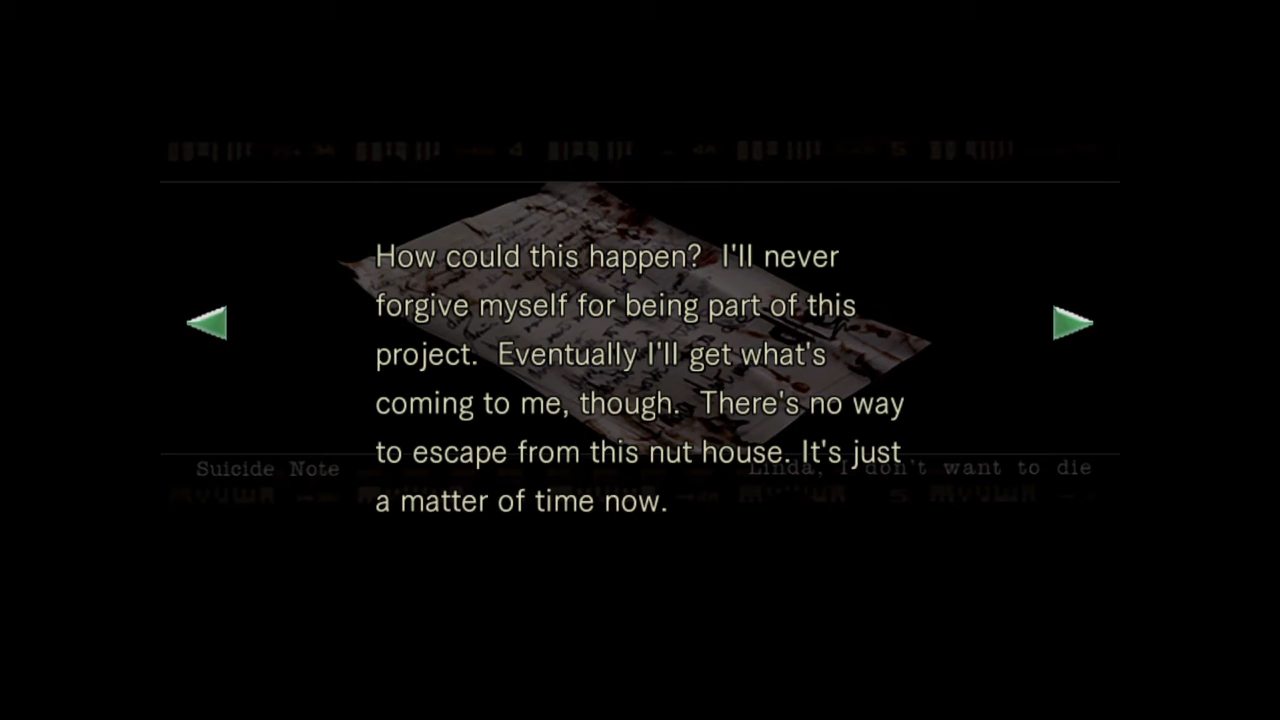 How could this happen?  I'll never
forgive myself for being part of this
project.  Eventually I'll get what's
coming to me, though.  There's no way
to escape from this nut house. It's just
a matter of time now.
Suicide Note
Linda, I don't want to die